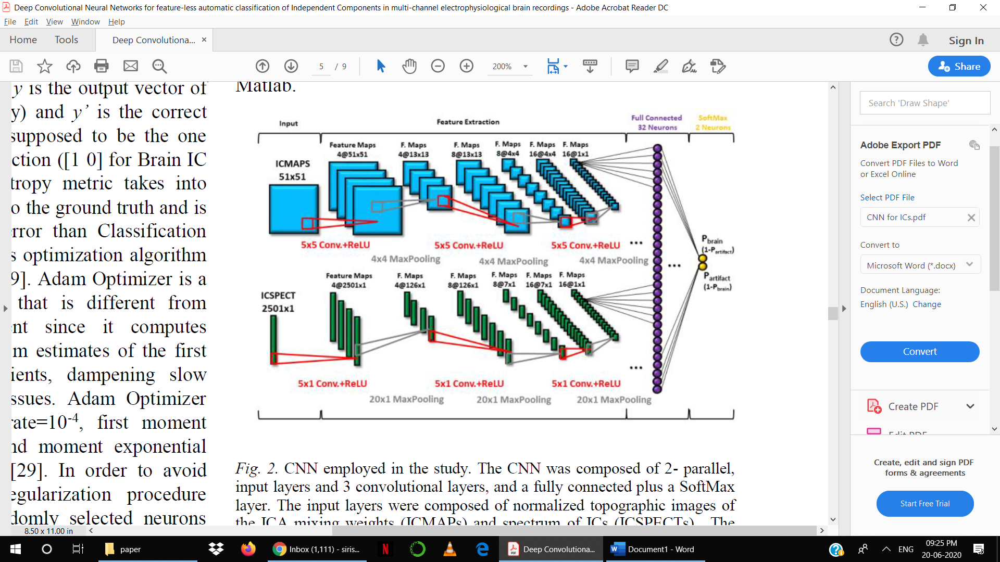 Deep Convolutional Neural Networks for feature-less automatic classification of Independent Components in multi-channel electrophysiological brain recordings - Adobe Acrobat Reader DC
File Edit View Window Help
Home Tools Deep Convolutiona... ×
Sign In
5 / 9 200%
Share
y is the output vector of
y) and y’ is the correct
supposed to be the one
ction ([1 0] for Brain IC
tropy metric takes into
o the ground truth and is
error than Classification
s optimization algorithm
9]. Adam Optimizer is a
that is different from
ent since it computes
m estimates of the first
ients, dampening slow
ssues. Adam Optimizer
rate=10-4, first moment
nd moment exponential
[29]. In order to avoid
egularization procedure
domly selected neurons
Matlab.
Input
Feature Extraction
Full Connected
32 Neurons
SoftMax
2 Neurons
ICMAPS
51x51
Feature Maps
4@51x51
F. Maps
4@13x13
F. Maps
8@13x13
F. Maps
8@4x4
F. Maps
16@4x4
F. Maps
16@1x1
5x5 Conv.+ReLU
5x5 Conv.+ReLU
5x5 Conv.+ReLU
...
4x4 MaxPooling
4x4 MaxPooling
4x4 MaxPooling
...
Pbrain
(1-Partifact)
Partifact
(1-Pbrain)
ICSPECT
2501x1
Feature Maps
4@2501x1
F. Maps
4@126x1
F. Maps
8@126x1
F. Maps
8@7x1
F. Maps
16@7x1
F. Maps
16@1x1
...
5x1 Conv.+ReLU
5x1 Conv.+ReLU
5x1 Conv.+ReLU
20x1 MaxPooling
20x1 MaxPooling
20x1 MaxPooling
Fig. 2. CNN employed in the study. The CNN was composed of 2- parallel,
input layers and 3 convolutional layers, and a fully connected plus a SoftMax
layer. The input layers were composed of normalized topographic images of
the ICA mixing weights (ICMAPs) and spectrum of ICs (ICSPECTs). The
8.50 x 11.00 in
Search 'Draw Shape'
Adobe Export PDF
Convert PDF Files to Word
or Excel Online
Select PDF File
CNN for ICs.pdf
Convert to
Microsoft Word (*.docx)
Document Language:
English (U.S.) Change
Convert
Create PDF
Edit PDF
Create, edit and sign PDF
forms & agreements
Start Free Trial
paper
Inbox (1,111) - siris...
N
Deep Convolutiona...
Document1 - Word
ENG
09:25 PM
20-06-2020